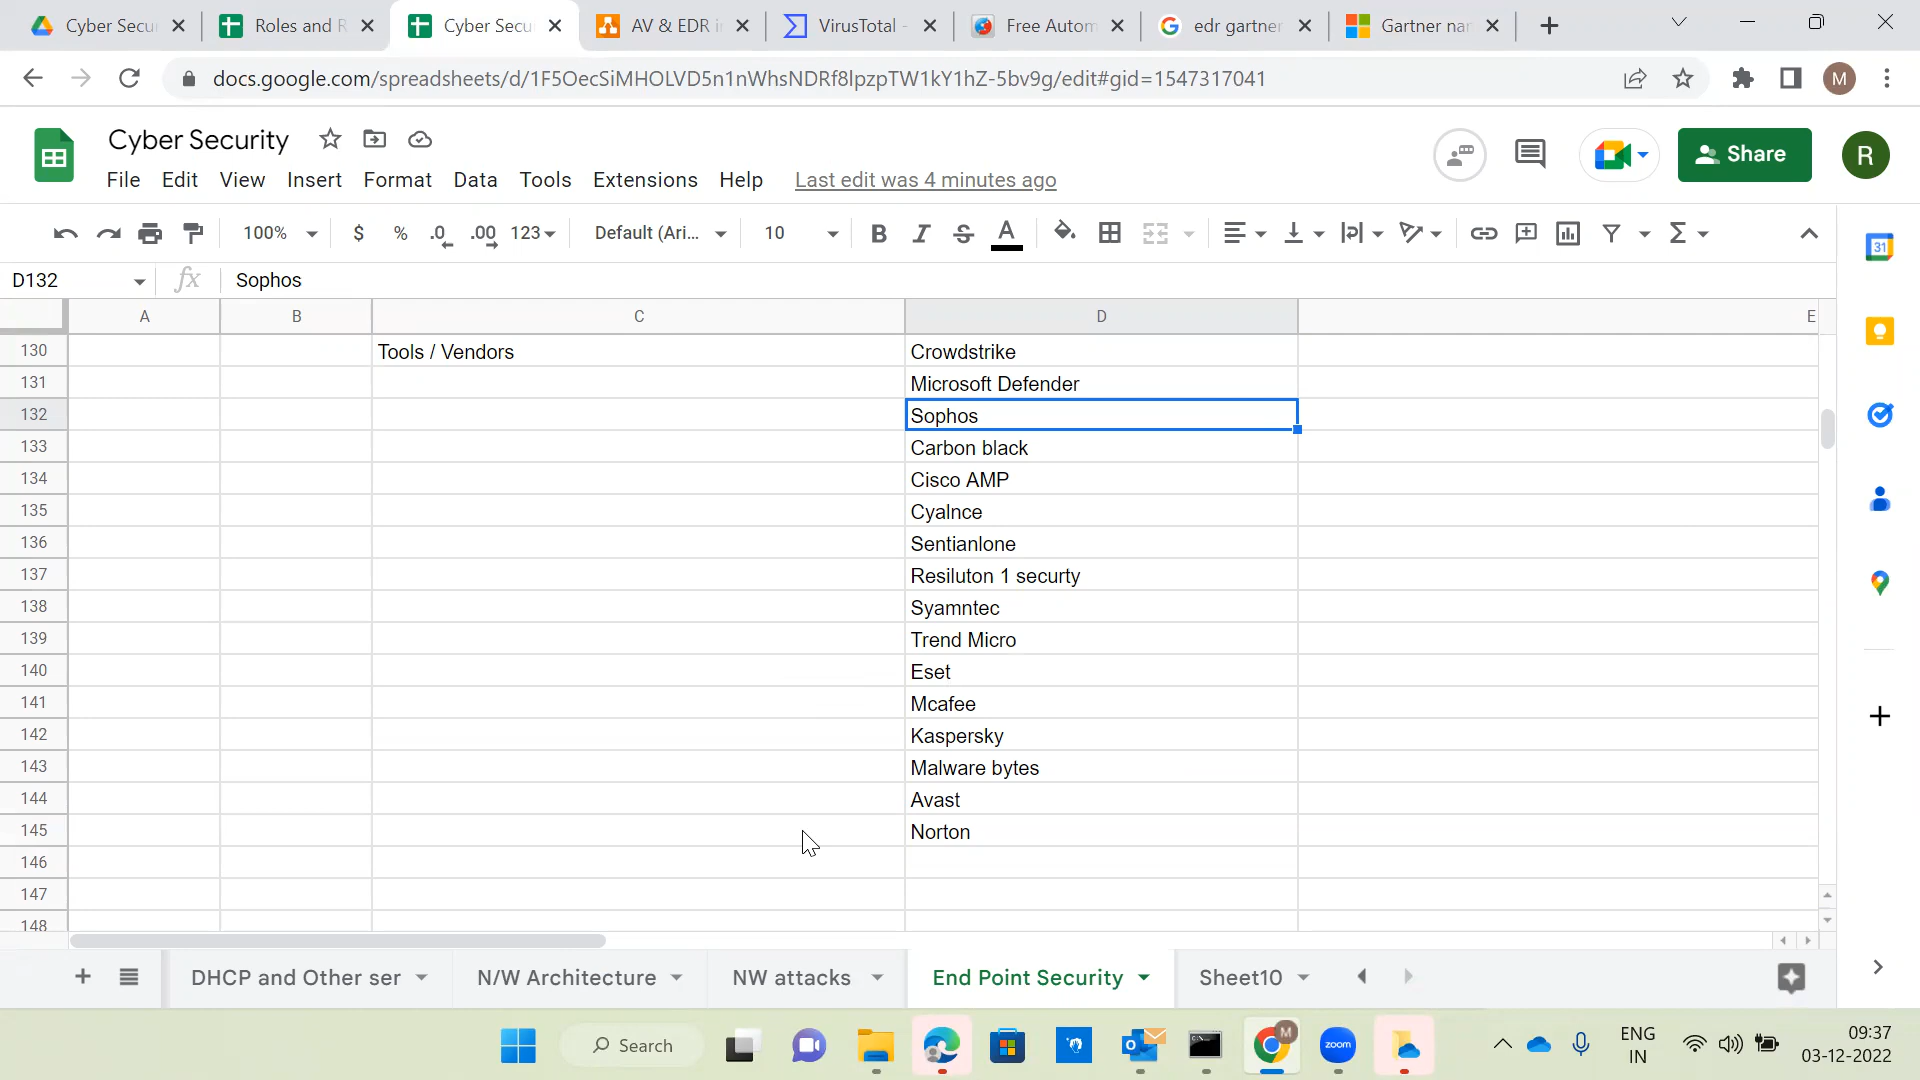 Cyber Secu
Roles and R
Cyber Secu
AV & EDR i
VirusTotal -
Free Autom
edr gartner
Gartner nar
docs.google.com/spreadsheets/d/1F5OecSiMHOLVD5n1nWhsNDRf8lpzpTW1kY1hZ-5bv9g/edit#gid=1547317041
M
Cyber Security
Share
R
File Edit View Insert Format Data Tools Extensions Help Last edit was 4 minutes ago
100% $ % .0 .00 123 Default (Ari... 10 B I S A
31
D132 fx Sophos
A B C D E
130 Tools / Vendors Crowdstrike
131 Microsoft Defender
132 Sophos
133 Carbon black
134 Cisco AMP
135 Cyalnce
136 Sentianlone
137 Resiluton 1 securty
138 Syamntec
139 Trend Micro
140 Eset
141 Mcafee
142 Kaspersky
143 Malware bytes
144 Avast
145 Norton
146
147
148
DHCP and Other ser N/W Architecture NW attacks End Point Security Sheet10
Search
M
zoom
ENG
IN
09:37
03-12-2022